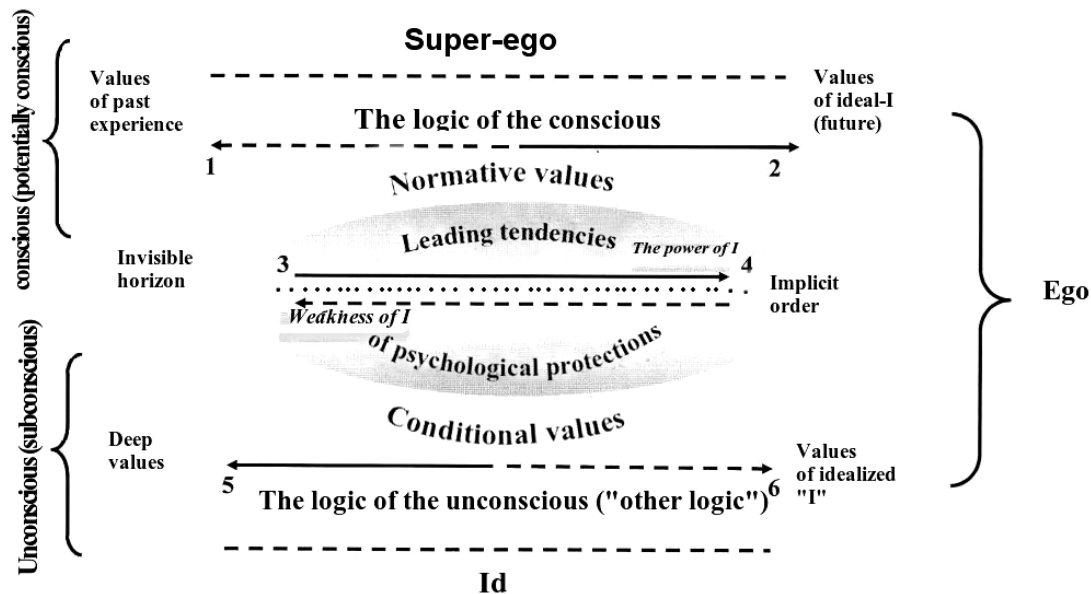 Super-ego
conscious (potentially conscious)
Values
of past
experience
Values
of ideal-I
(future)
The logic of the conscious
1
2
Normative values
Leading tendencies
The power of I
Invisible
horizon
3
4
Implicit
order
Ego
Weakness of I
of psychological protections
Unconscious (subconscious)
Conditional values
Deep
values
Values
of idealized
"I"
5
6
The logic of the unconscious ("other logic")
Id